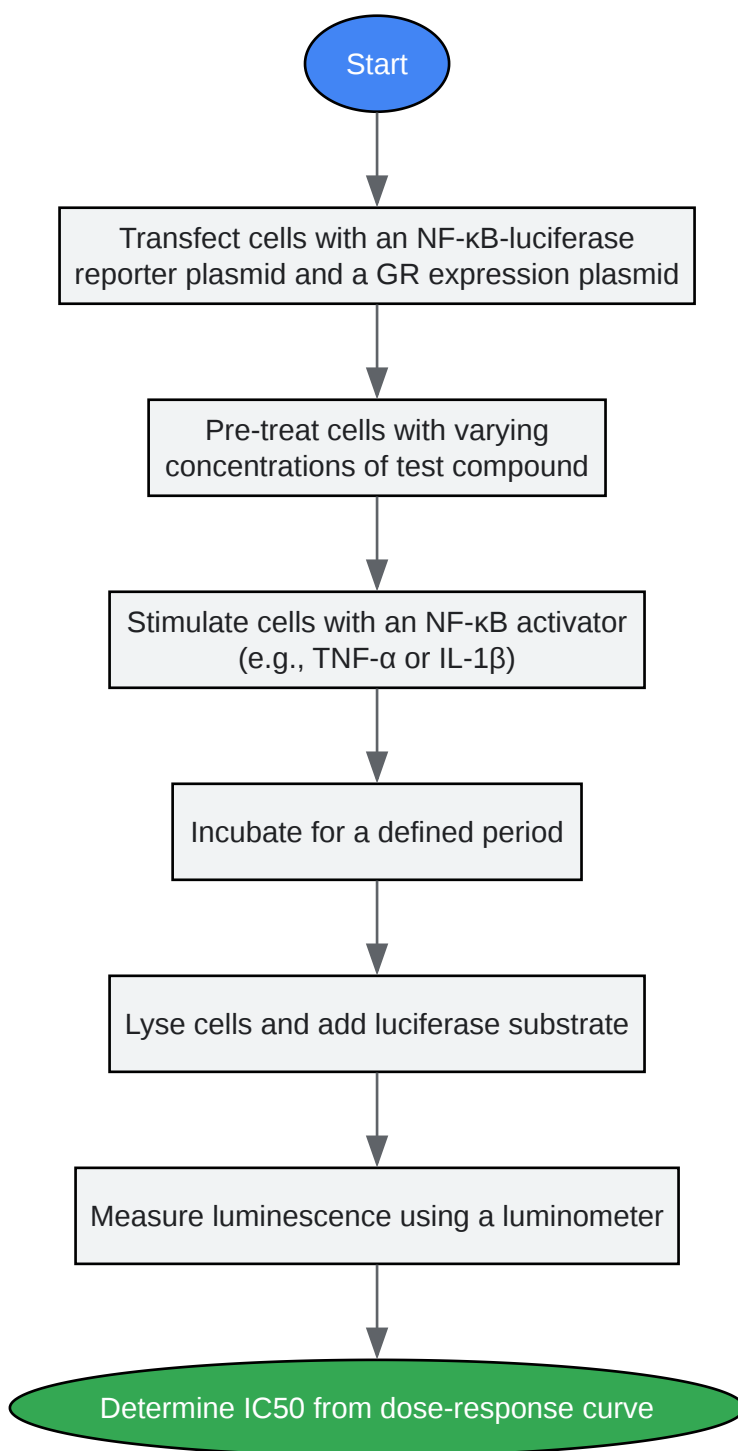 Start
Transfect cells with an NF-κB-luciferase
reporter plasmid and a GR expression plasmid
Pre-treat cells with varying
concentrations of test compound
Stimulate cells with an NF-κB activator
(e.g., TNF-α or IL-1β)
Incubate for a defined period
Lyse cells and add luciferase substrate
Measure luminescence using a luminometer
Determine IC50 from dose-response curve